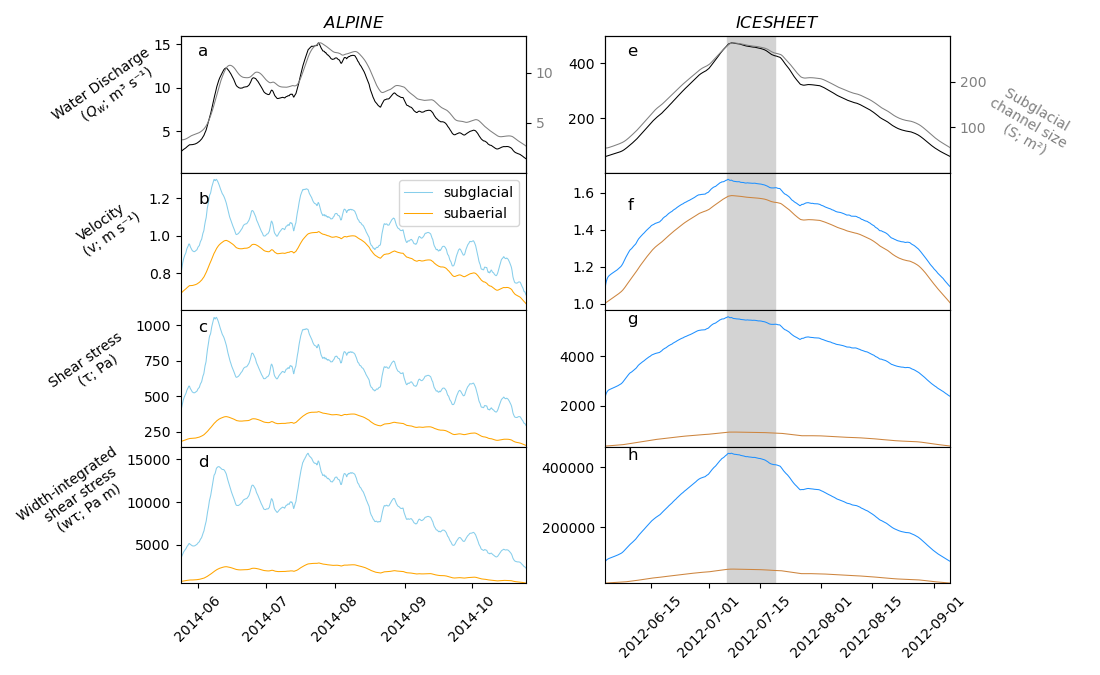 ALPINE
ICESHEET
Water Discharge
(Qw; m³ s⁻¹)
a
15
10
5
10
5
e
400
200
200
100
Subglacial
channel size
(S; m²)
Velocity
(v; m s⁻¹)
b
1.2
1.0
0.8
subglacial
subaerial
f
1.6
1.4
1.2
1.0
Shear stress
(τ; Pa)
c
1000
750
500
250
g
4000
2000
Width-integrated
shear stress
(wτ; Pa m)
d
15000
10000
5000
h
400000
200000
2014-06
2014-07
2014-08
2014-09
2014-10
2012-06-15
2012-07-01
2012-07-15
2012-08-01
2012-08-15
2012-09-01